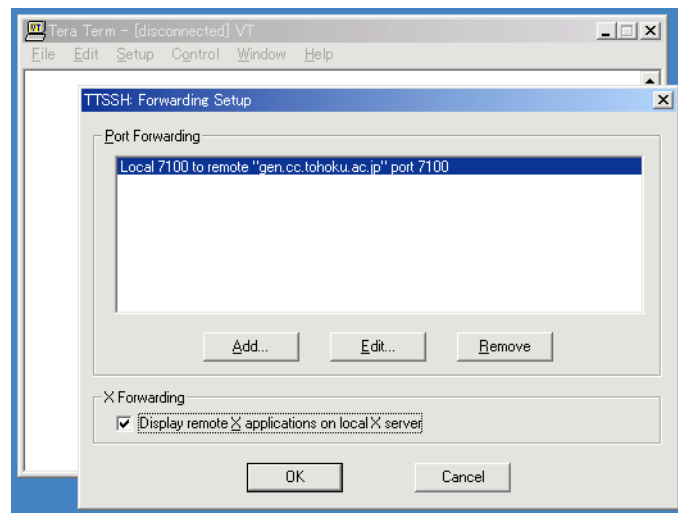 VT Tera Term - [disconnected] VT
File Edit Setup Control Window Help
TTSSH: Forwarding Setup
Port Forwarding
Local 7100 to remote "gen.cc.tohoku.ac.jp" port 7100
Add... Edit... Remove
X Forwarding
Display remote X applications on local X server
OK Cancel